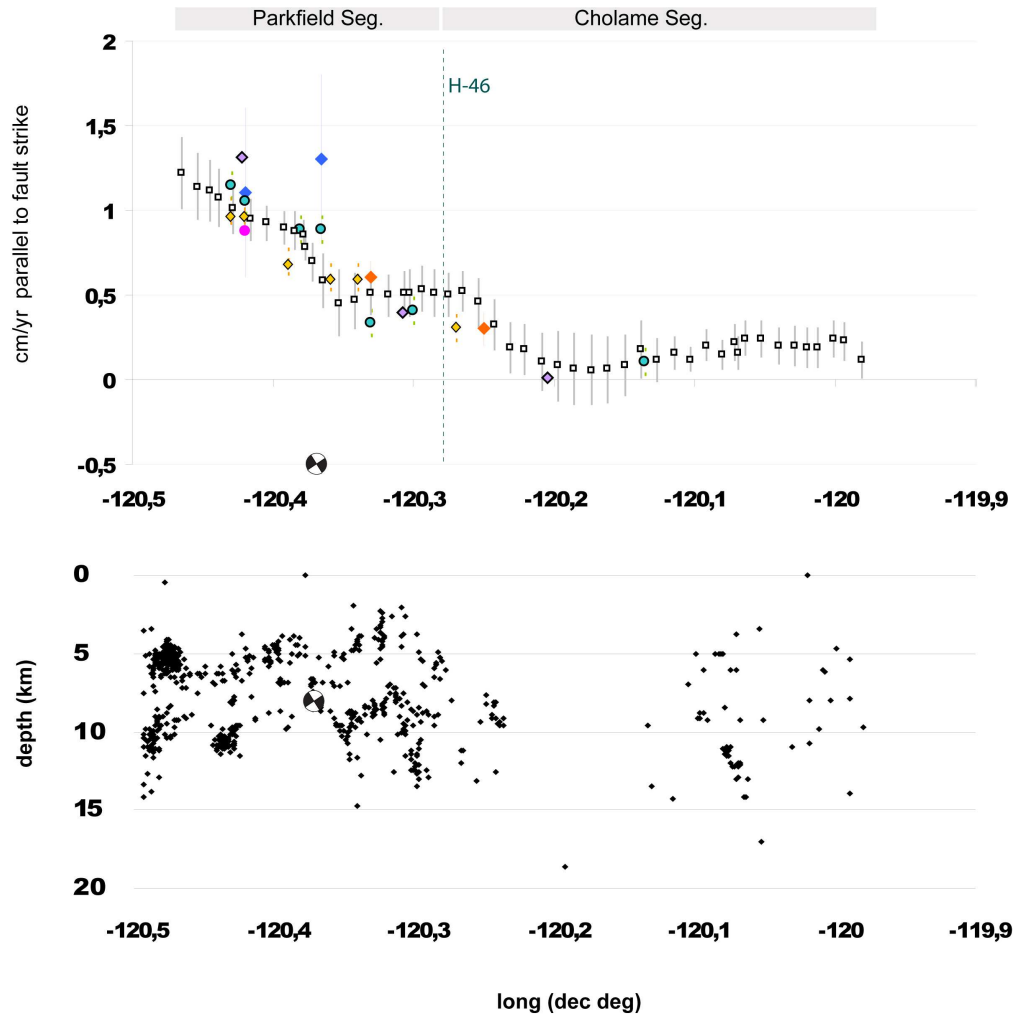 Parkfield Seg. Cholame Seg.
2
H-46
1,5
1
0,5
0
-0,5
cm/yr parallel to fault strike
-120,5 -120,4 -120,3 -120,2 -120,1 -120 -119,9
0
5
10
15
20
depth (km)
-120,5 -120,4 -120,3 -120,2 -120,1 -120 -119,9
long (dec deg)